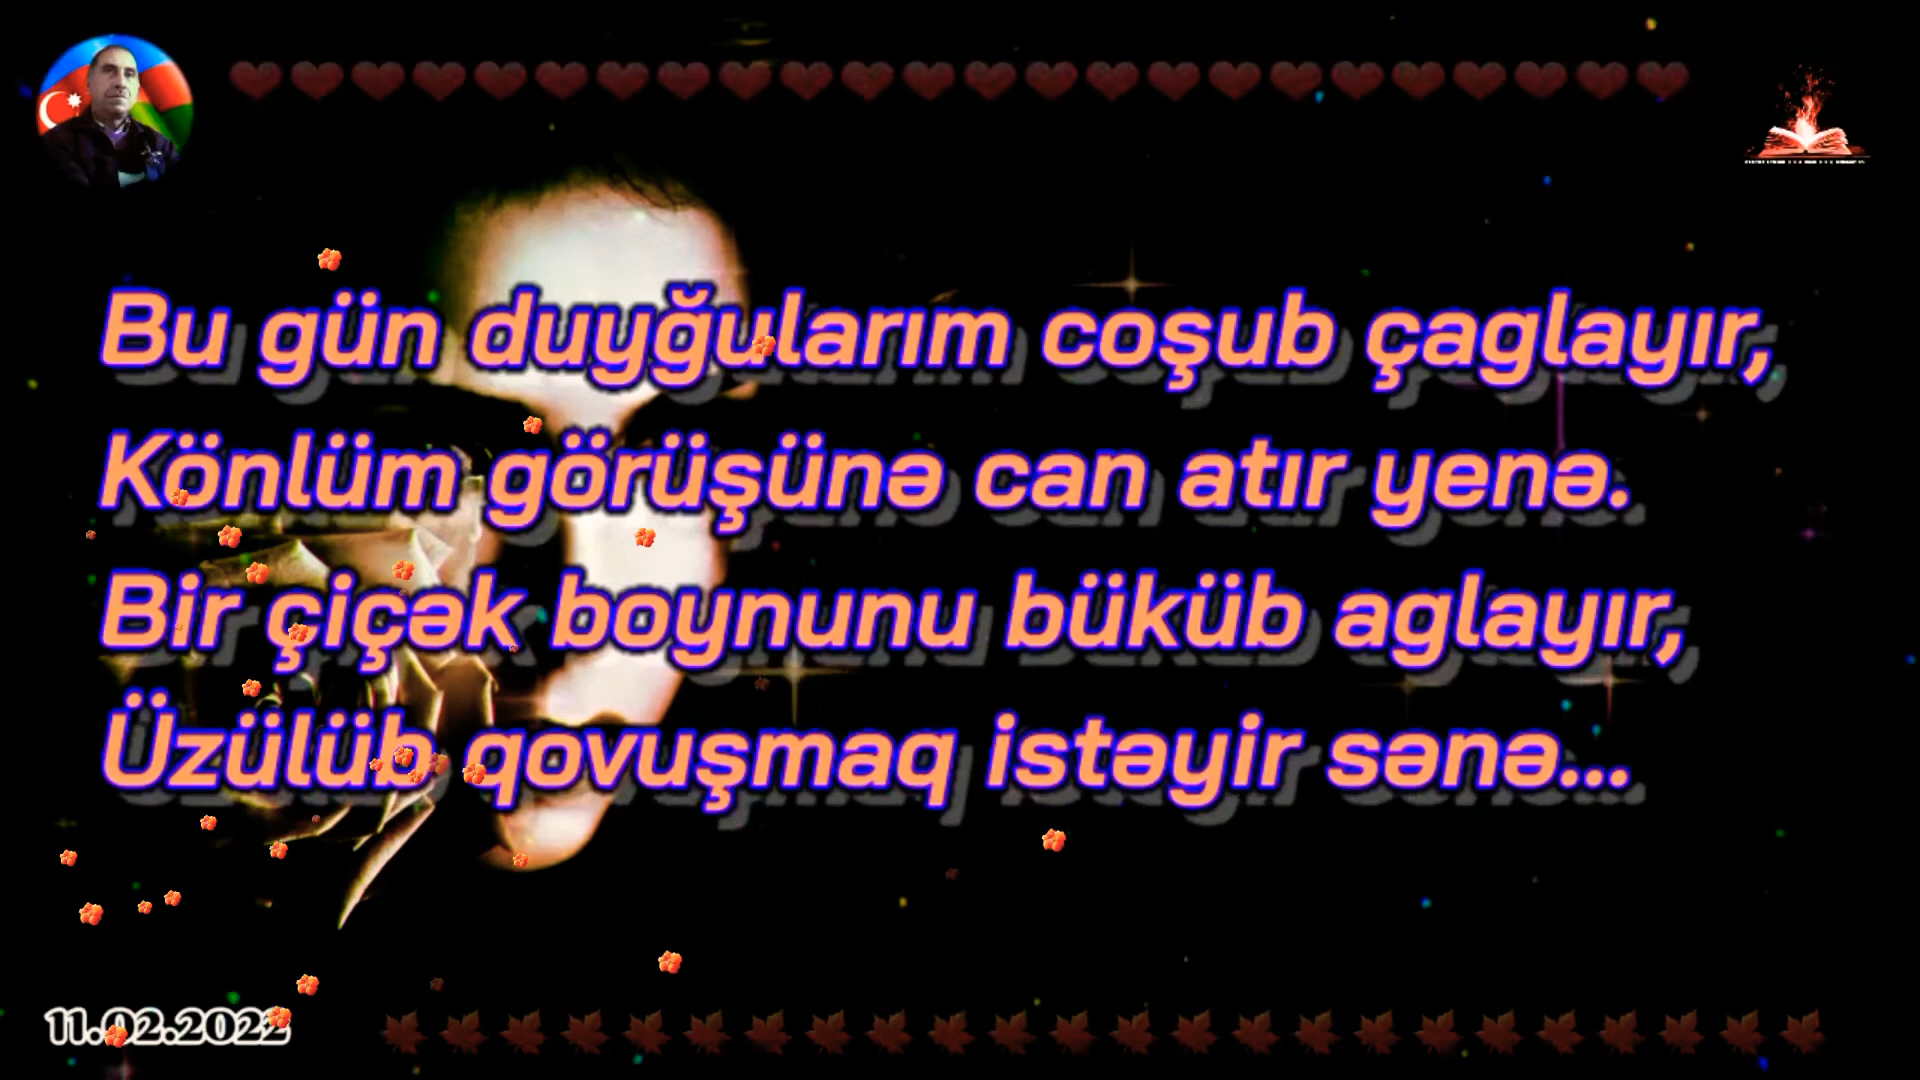 Bu gün duyğularım coşub çaglayır,
Könlüm görüşünə can atır yenə.
Bir çiçək boynunu büküb aglayır,
Üzülüb qovuşmaq istəyir sənə...
11.02.2022